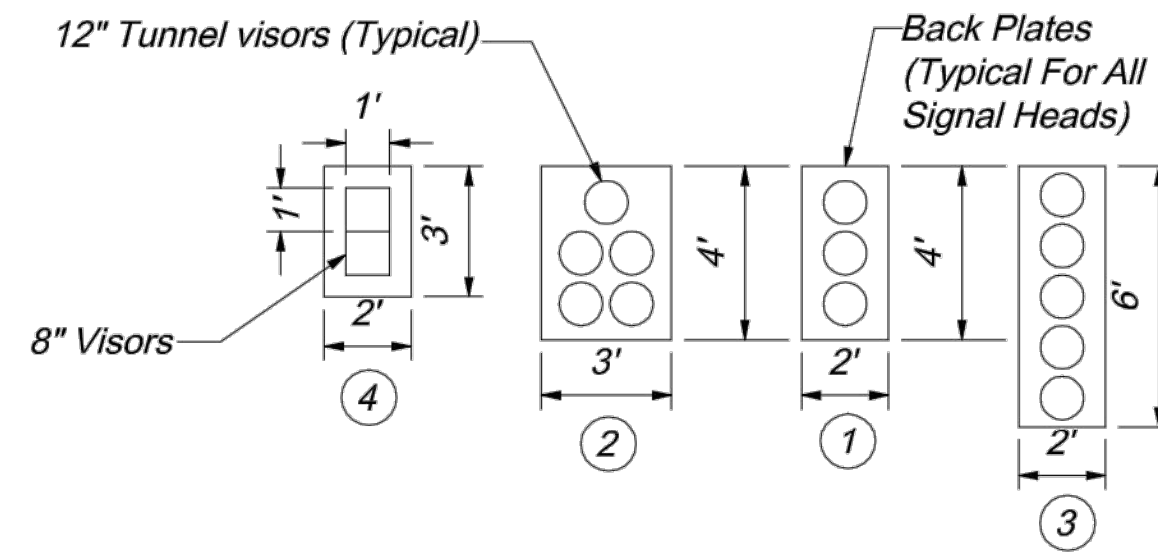 12" Tunnel visors (Typical)
Back Plates
(Typical For All
Signal Heads)
1'
1'
3'
2'
8" Visors
4
4'
3'
2
4'
2'
1
6'
2'
3